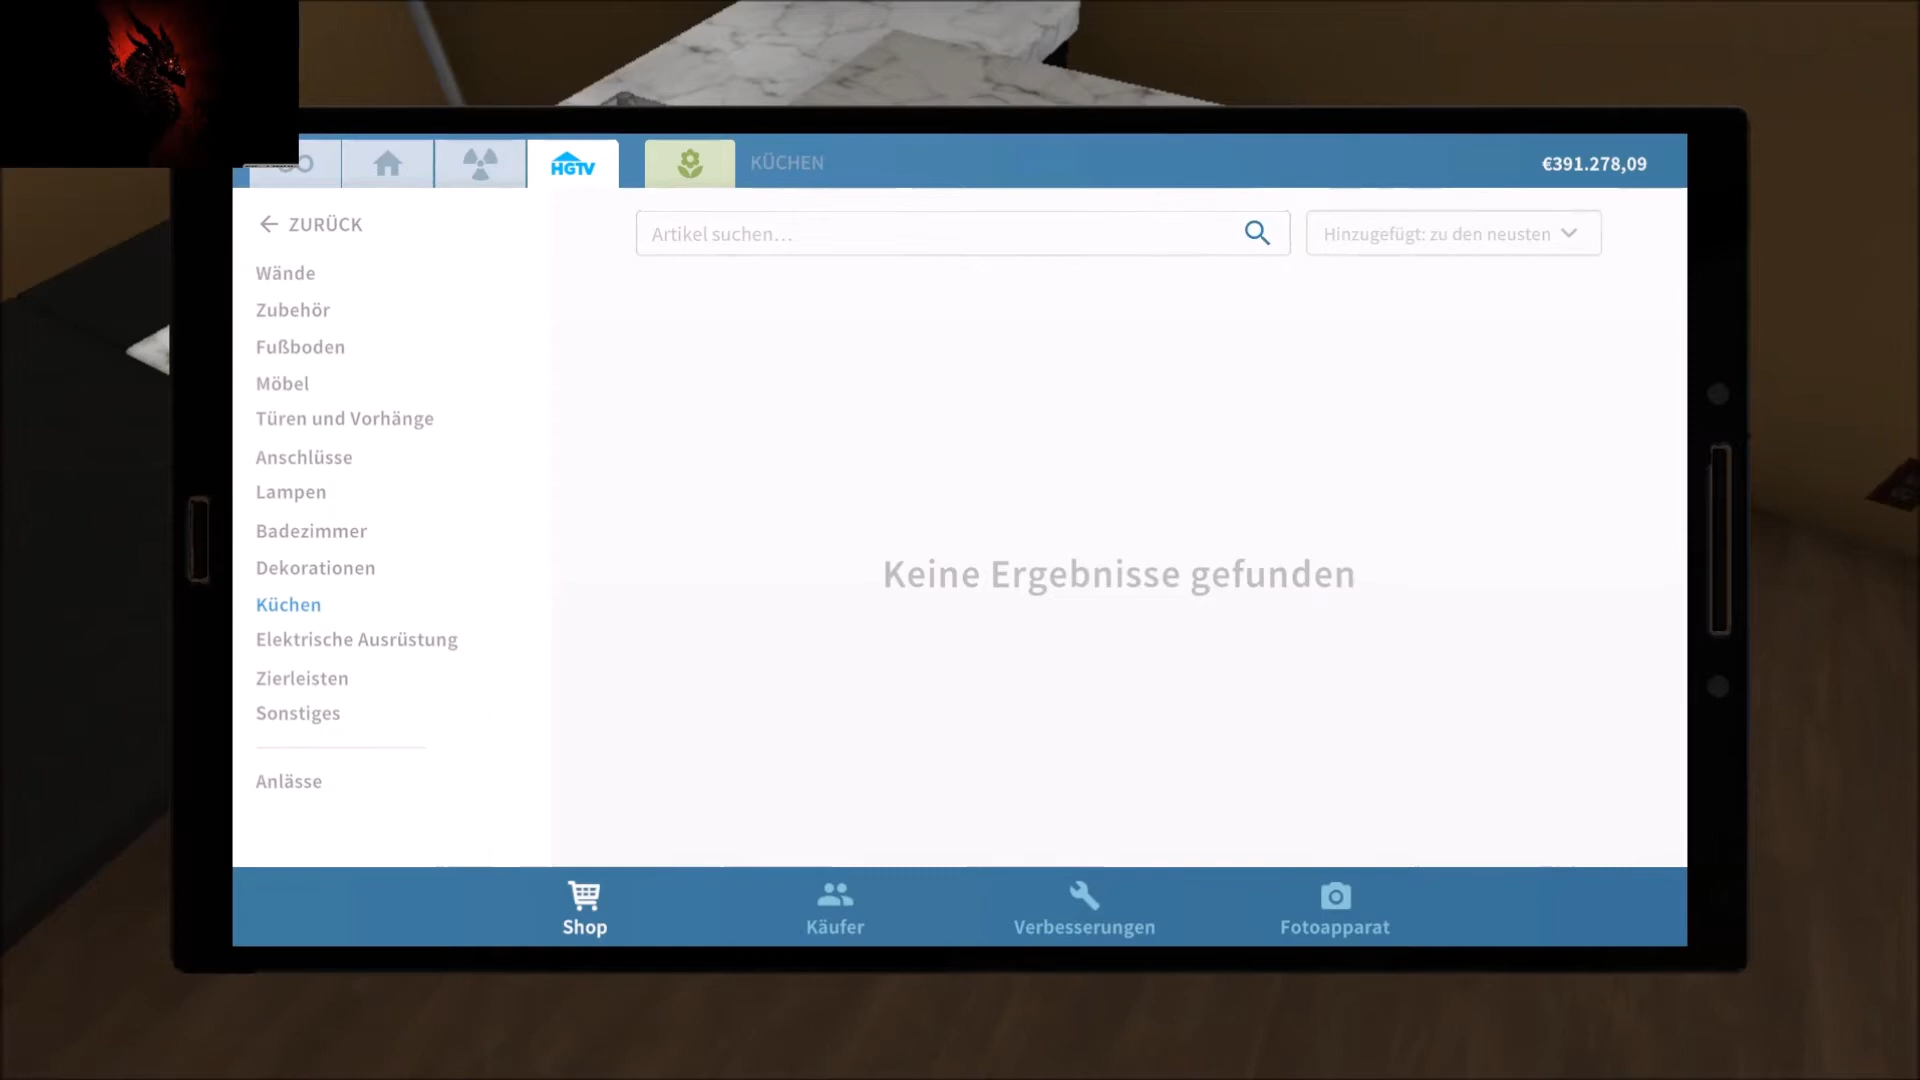 HGTV
KÜCHEN
€391.278,09
ZURÜCK
Artikel suchen...
Hinzugefügt: zu den neusten
Wände
Zubehör
Fußboden
Möbel
Türen und Vorhänge
Anschlüsse
Lampen
Badezimmer
Dekorationen
Küchen
Elektrische Ausrüstung
Zierleisten
Sonstiges
Anlässe
Keine Ergebnisse gefunden
Shop
Käufer
Verbesserungen
Fotoapparat